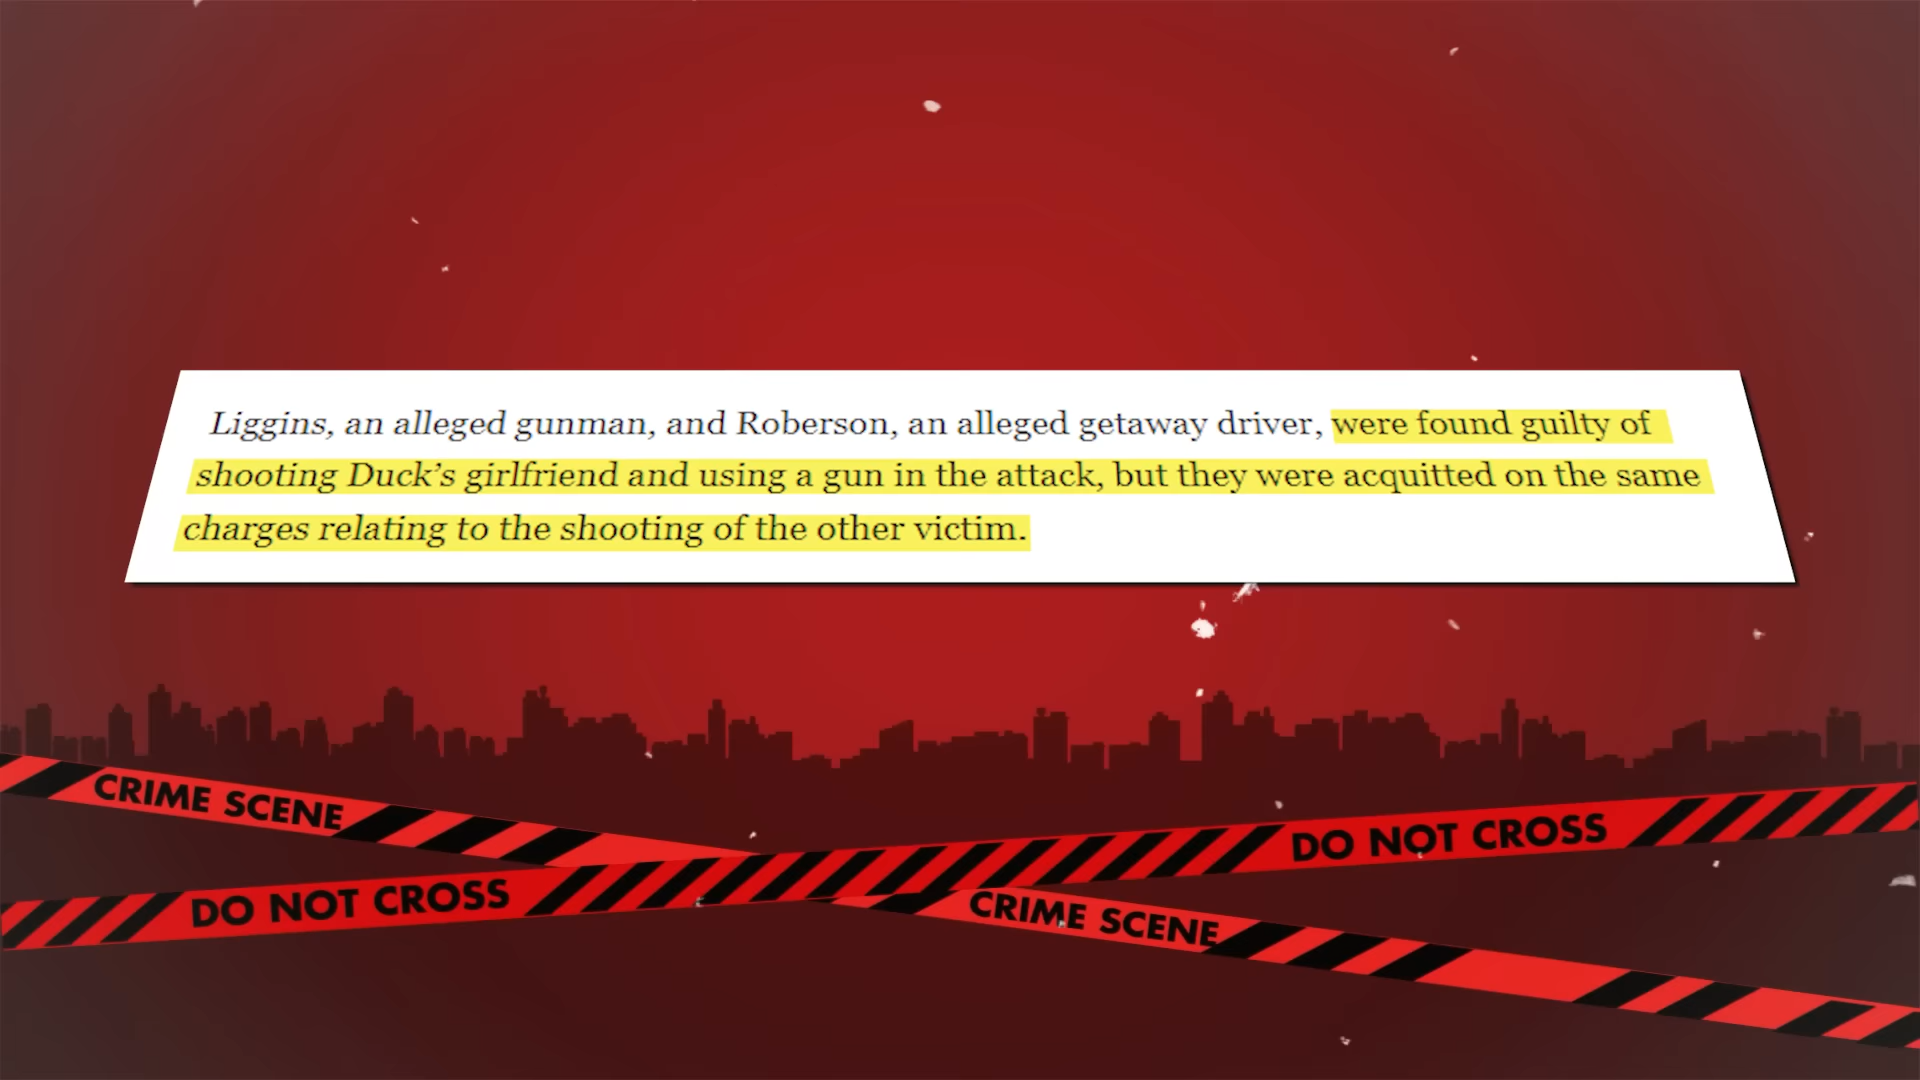 Liggins, an alleged gunman, and Roberson, an alleged getaway driver, were found guilty of
shooting Duck’s girlfriend and using a gun in the attack, but they were acquitted on the same
charges relating to the shooting of the other victim.
CRIME SCENE
DO NOT CROSS
DO NOT CROSS
CRIME SCENE